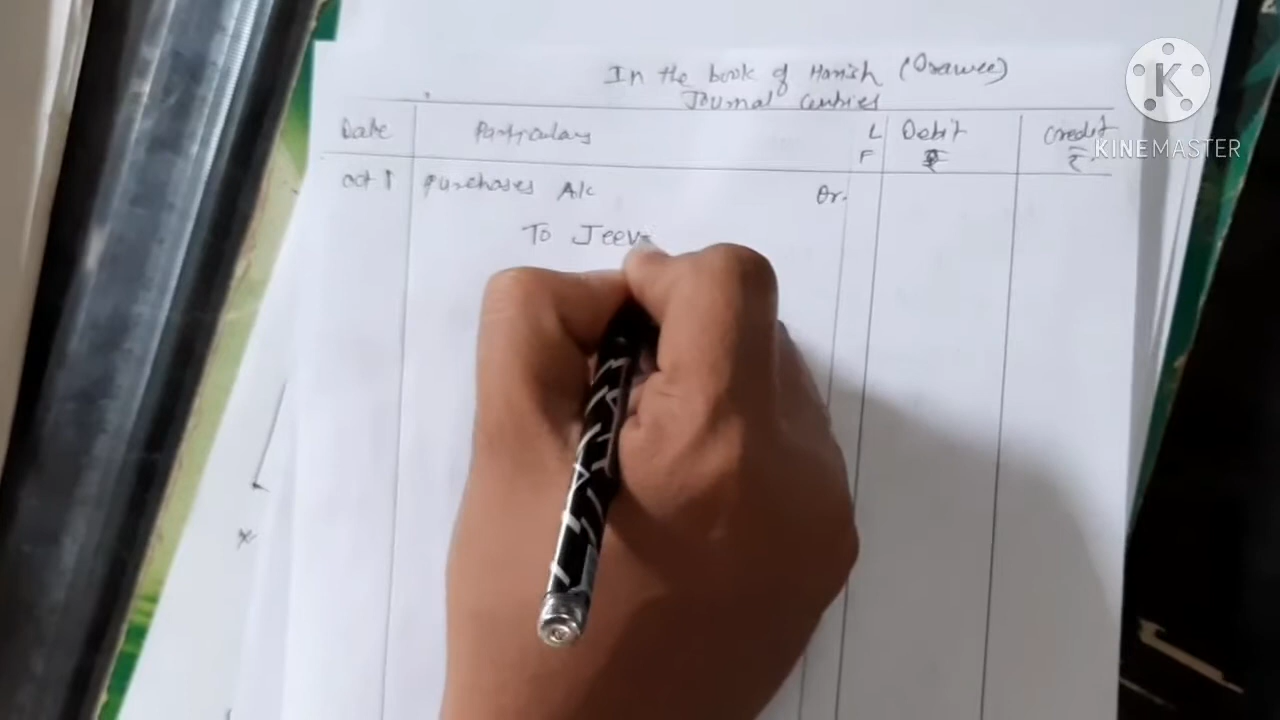 In the book of Harish (Drawee)
Journal entries
Date Particulars L F Debit ₹ Credit ₹
oct 1 purchases A/c Dr.
To Jeev
K
KINEMASTER